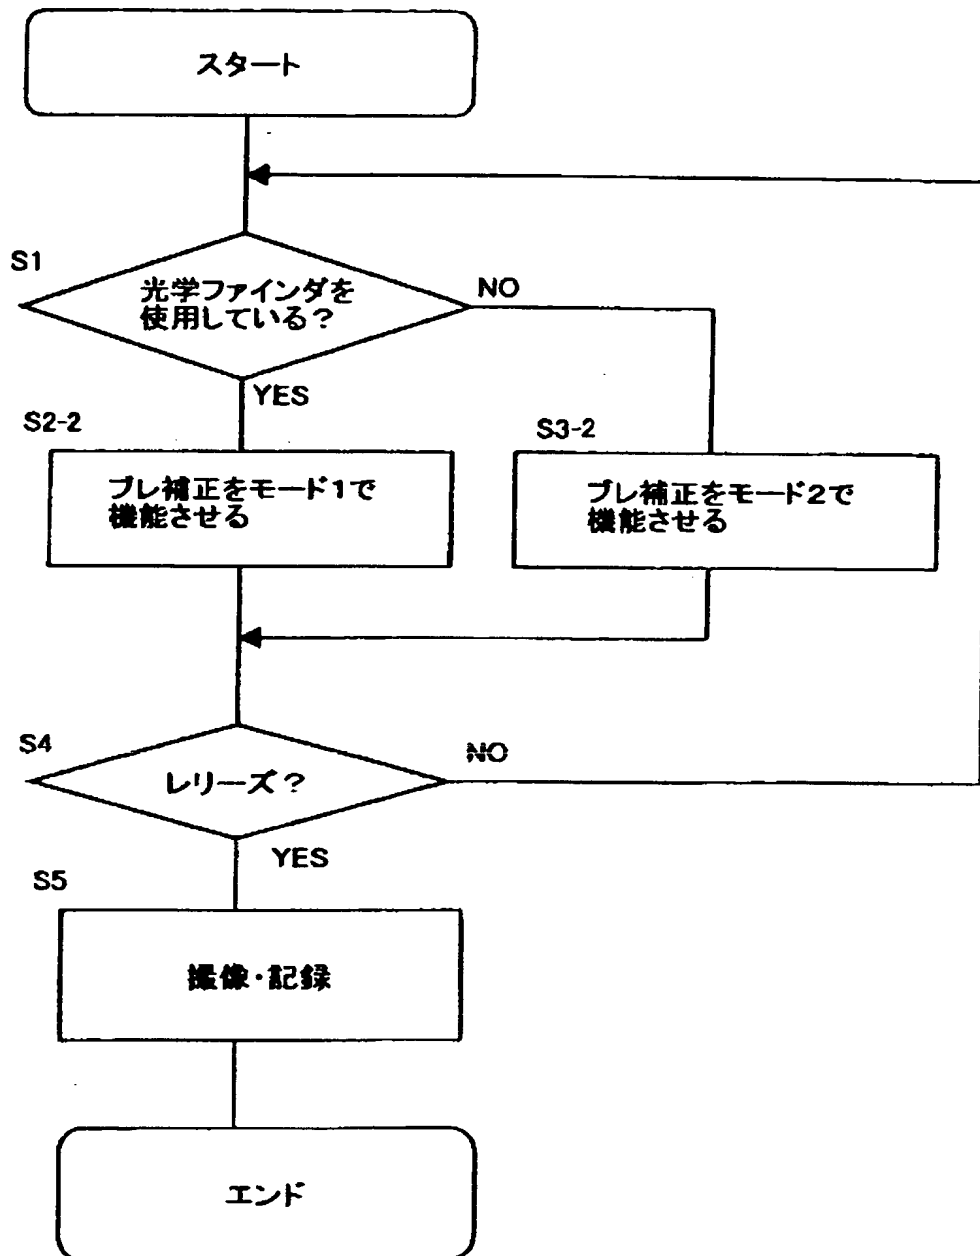 スタート
S1
光学ファインダを
使用している?
NO
YES
S2-2
ブレ補正をモード1で
機能させる
S3-2
ブレ補正をモード2で
機能させる
S4
レリーズ?
NO
YES
S5
撮像・記録
エンド